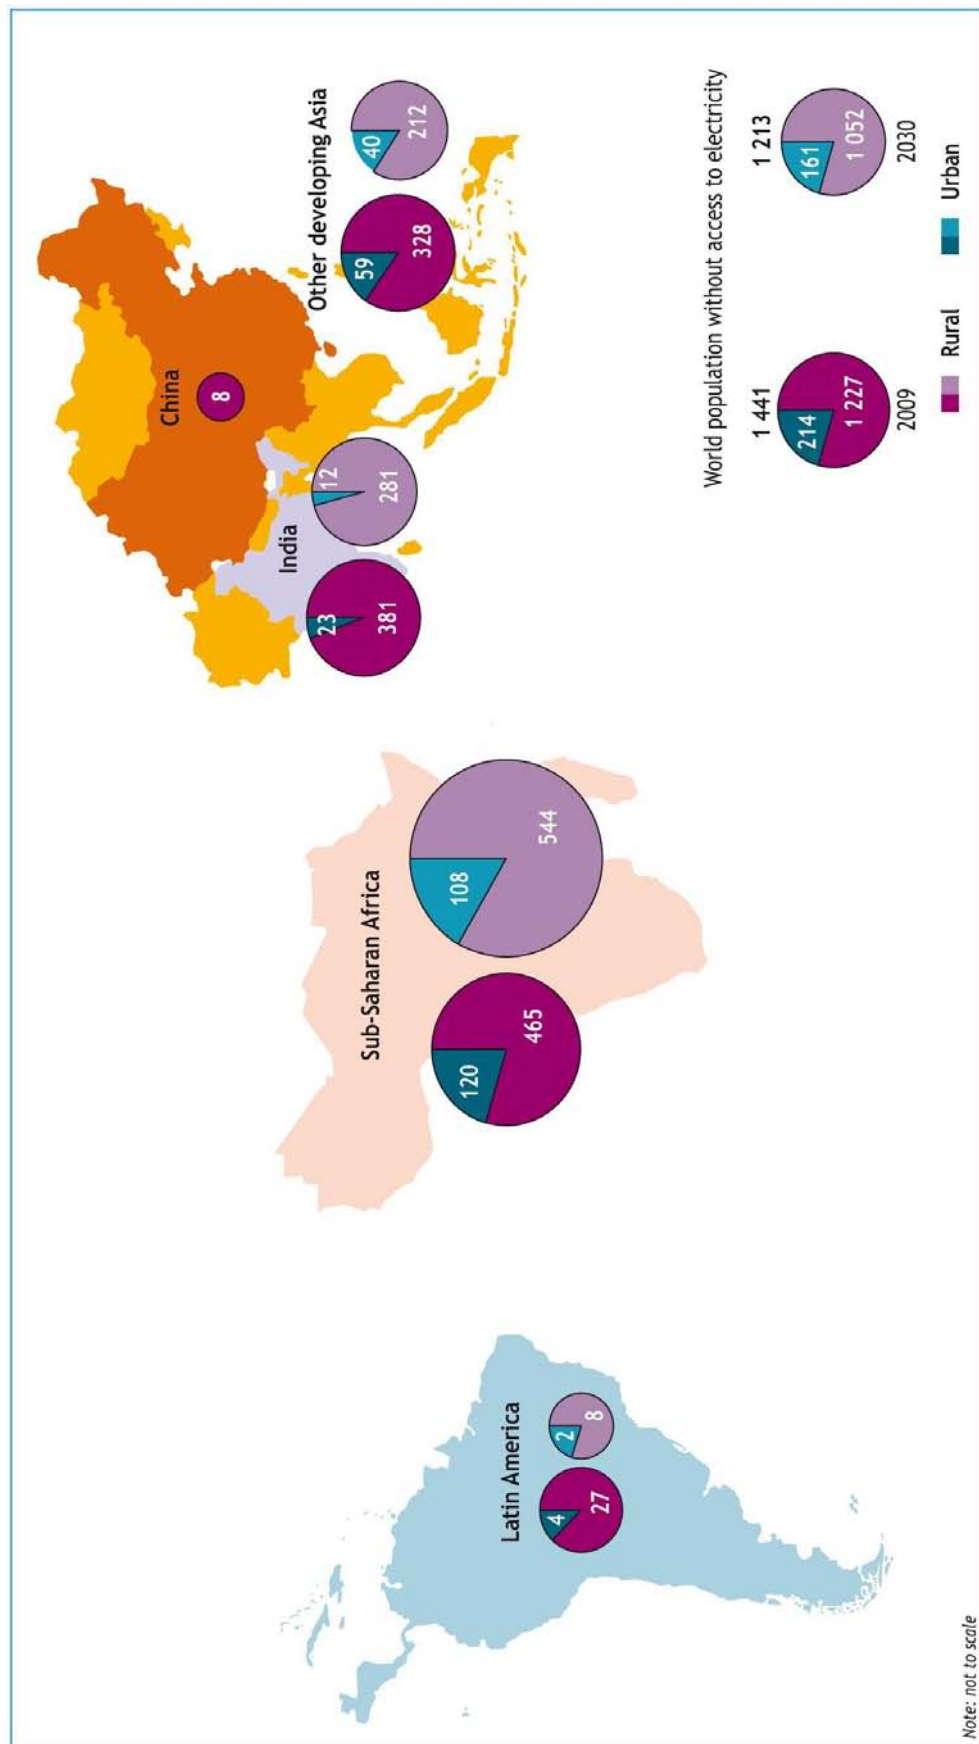 Latin America
4
27
2
8
Sub-Saharan Africa
120
465
108
544
India
23
381
12
281
China
8
Other developing Asia
59
328
40
212
World population without access to electricity
1 441
214
1 227
2009
1 213
161
1 052
2030
Rural
Urban
Note: not to scale